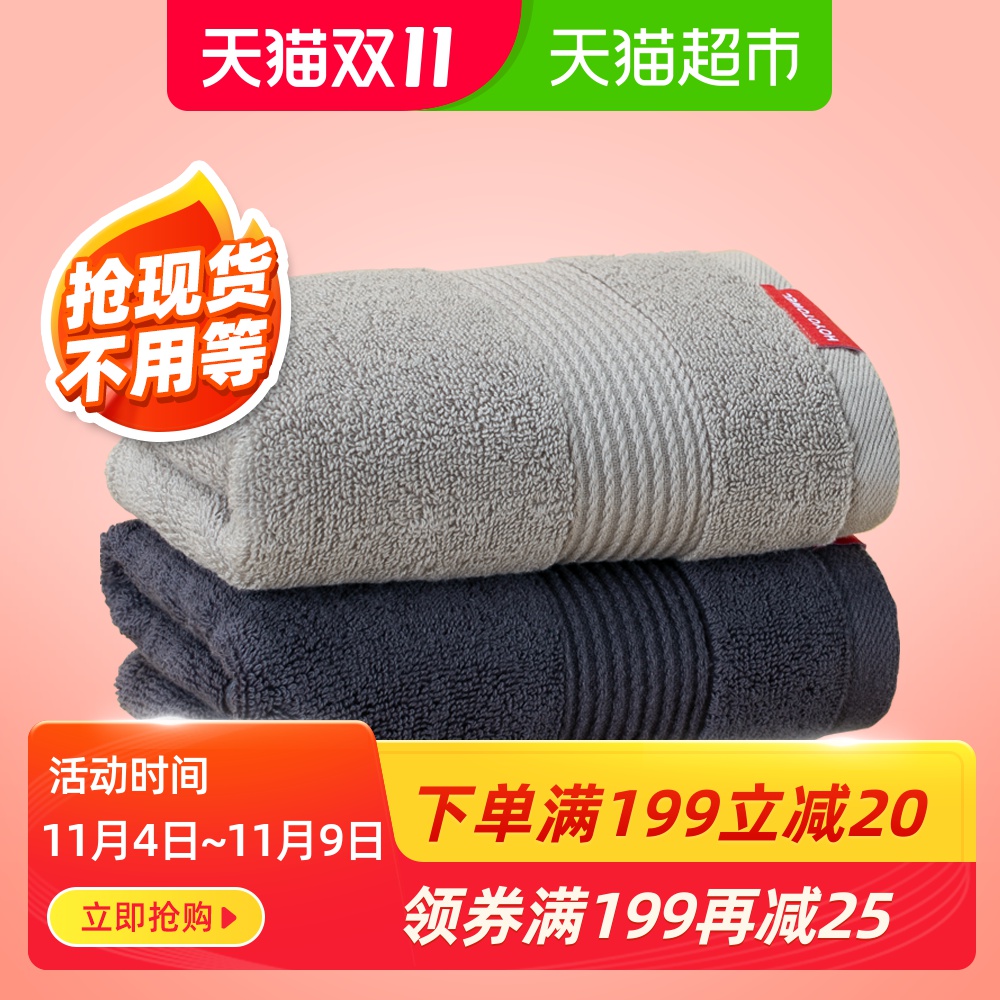 天猫双11
天猫超市
抢现货
不用等
HOYOTOWEL
活动时间
11月4日~11月9日
立即抢购
下单满199立减20
领券满199再减25